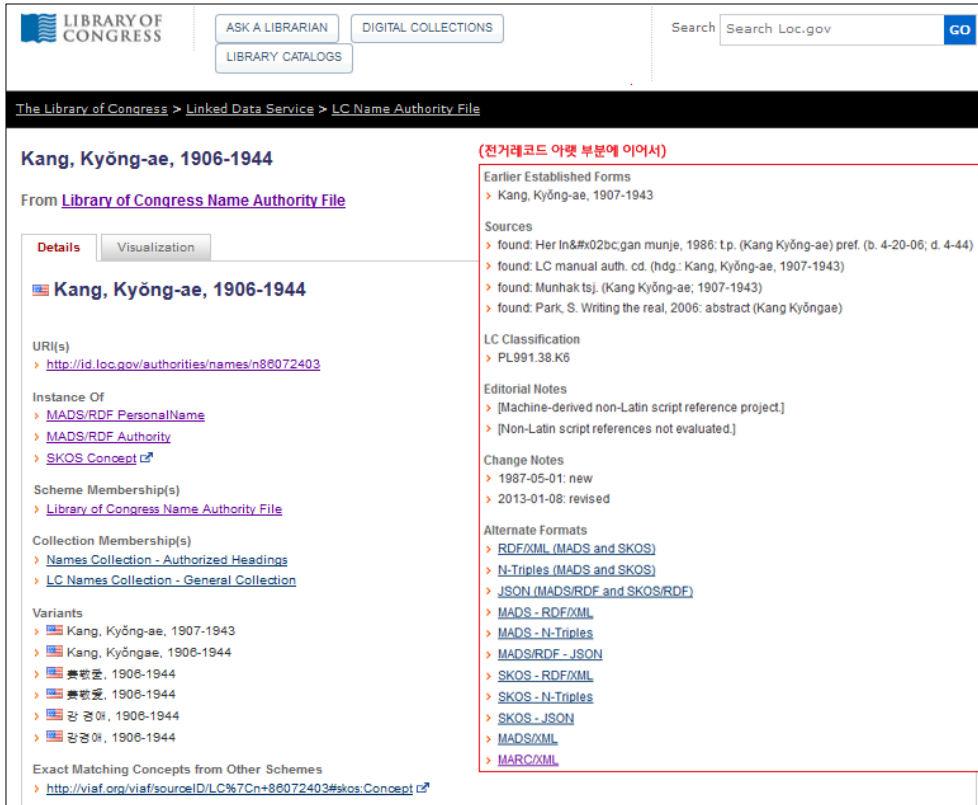 LIBRARY OF
CONGRESS
ASK A LIBRARIAN
DIGITAL COLLECTIONS
LIBRARY CATALOGS
Search
Search Loc.gov
GO
The Library of Congress > Linked Data Service > LC Name Authority File
Kang, Kyŏng-ae, 1906-1944
From Library of Congress Name Authority File
Details
Visualization
Kang, Kyŏng-ae, 1906-1944
URI(s)
http://id.loc.gov/authorities/names/n86072403
Instance Of
MADS/RDF PersonalName
MADS/RDF Authority
SKOS Concept
Scheme Membership(s)
Library of Congress Name Authority File
Collection Membership(s)
Names Collection - Authorized Headings
LC Names Collection - General Collection
Variants
Kang, Kyŏng-ae, 1907-1943
Kang, Kyŏngae, 1906-1944
姜敬爱, 1906-1944
姜敬愛, 1906-1944
강 경애, 1906-1944
강경애, 1906-1944
Exact Matching Concepts from Other Schemes
http://viaf.org/viaf/sourceID/LC%7Cn+86072403#skos:Concept
(전거레코드 아랫 부분에 이어서)
Earlier Established Forms
Kang, Kyŏng-ae, 1907-1943
Sources
found: Her In&#x02bc;gan munje, 1986: t.p. (Kang Kyŏng-ae) pref. (b. 4-20-06; d. 4-44)
found: LC manual auth. cd. (hdg.: Kang, Kyŏng-ae, 1907-1943)
found: Munhak tsj. (Kang Kyŏng-ae; 1907-1943)
found: Park, S. Writing the real, 2006: abstract (Kang Kyŏngae)
LC Classification
PL991.38.K6
Editorial Notes
[Machine-derived non-Latin script reference project.]
[Non-Latin script references not evaluated.]
Change Notes
1987-05-01: new
2013-01-08: revised
Alternate Formats
RDF/XML (MADS and SKOS)
N-Triples (MADS and SKOS)
JSON (MADS/RDF and SKOS/RDF)
MADS - RDF/XML
MADS - N-Triples
MADS/RDF - JSON
SKOS - RDF/XML
SKOS - N-Triples
SKOS - JSON
MADS/XML
MARC/XML